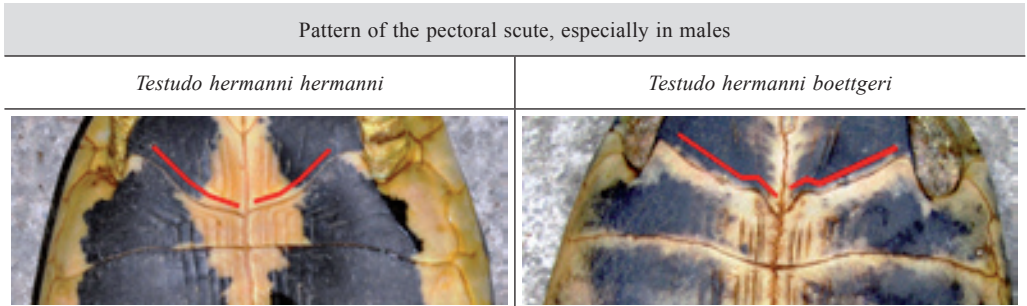 Pattern of the pectoral scute, especially in males
Testudo hermanni hermanni
Testudo hermanni boettgeri